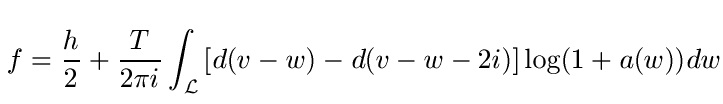 f = \frac{h}{2} + \frac{T}{2\pi i} \int_{\mathcal{L}} [d(v - w) - d(v - w - 2i)] \log(1 + a(w)) dw